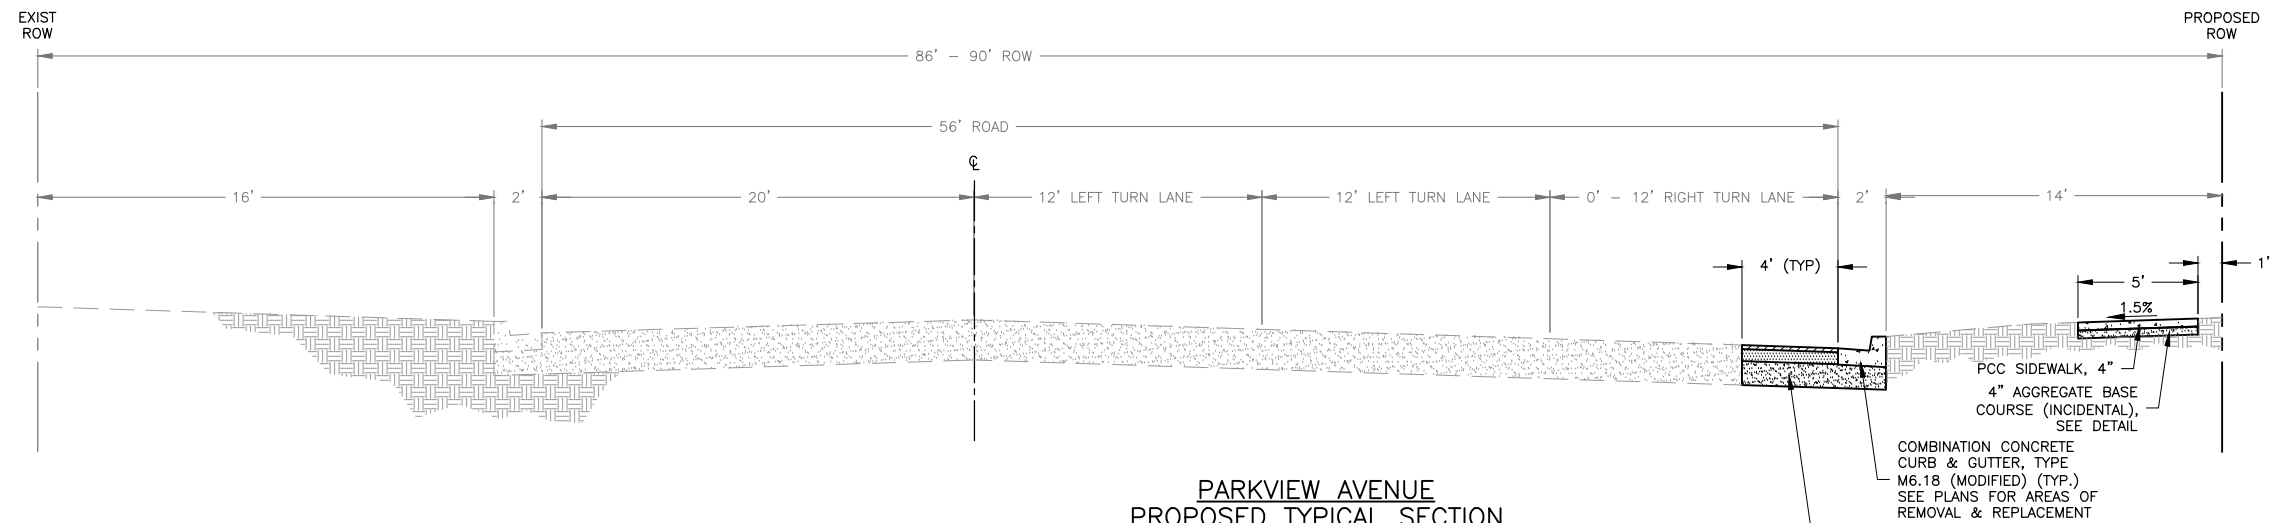 EXIST
ROW
PROPOSED
ROW
86' – 90' ROW
56' ROAD
℄
16'
2'
20'
12' LEFT TURN LANE
12' LEFT TURN LANE
0' – 12' RIGHT TURN LANE
2'
14'
4' (TYP)
1'
5'
1.5%
PCC SIDEWALK, 4"
4" AGGREGATE BASE
COURSE (INCIDENTAL),
SEE DETAIL
COMBINATION CONCRETE
CURB & GUTTER, TYPE
M6.18 (MODIFIED) (TYP.)
SEE PLANS FOR AREAS OF
REMOVAL & REPLACEMENT
PARKVIEW AVENUE
PROPOSED TYPICAL SECTION